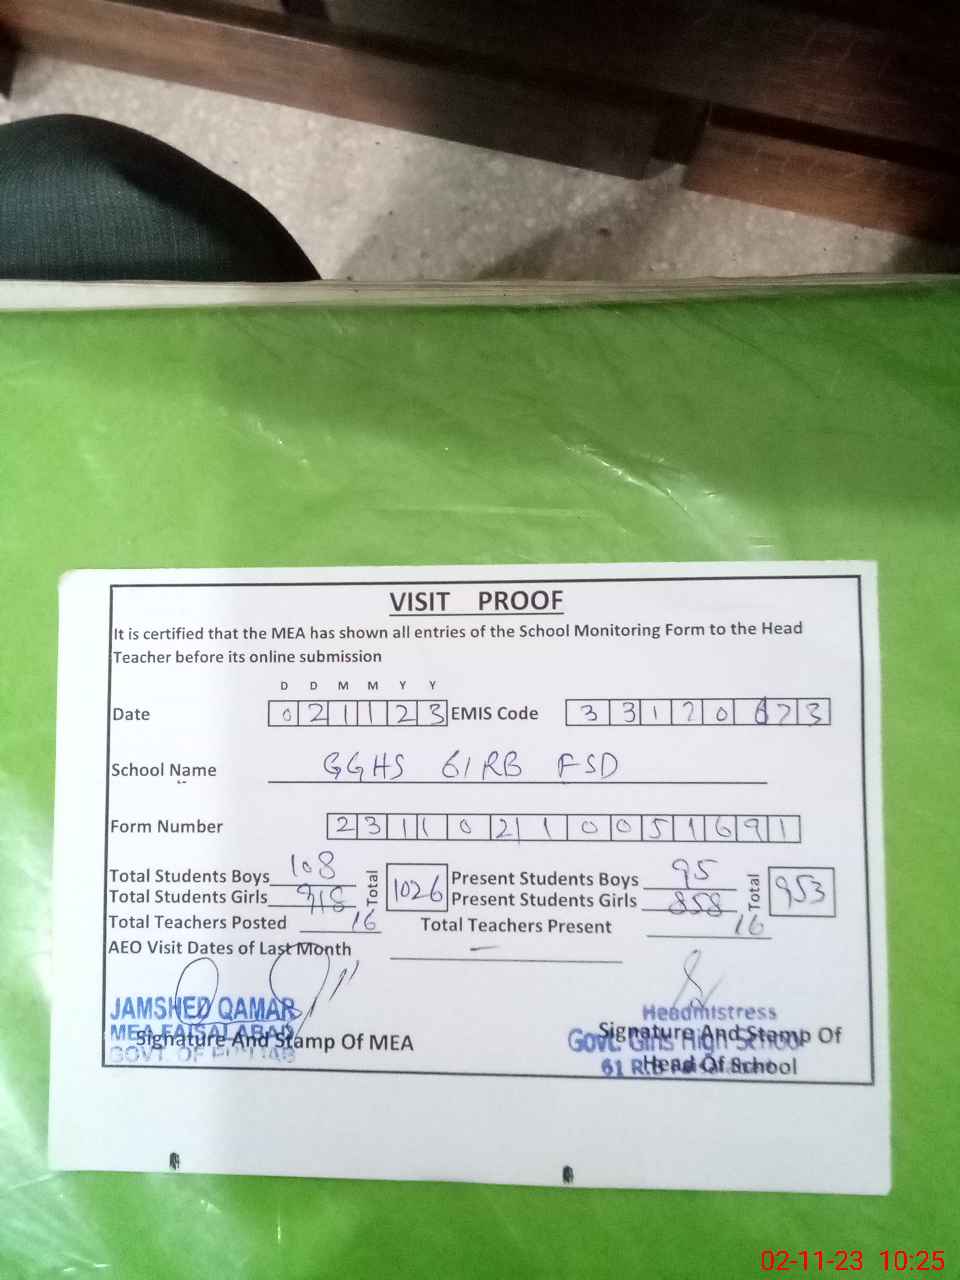 VISIT PROOF
It is certified that the MEA has shown all entries of the School Monitoring Form to the Head
Teacher before its online submission
D D M M Y Y
Date 0 2 1 1 2 3 EMIS Code 3 3 1 7 0 6 7 3
School Name GGHS 61 RB FSD
Form Number 2 3 1 1 0 2 1 1 0 0 5 1 6 9 1
Total Students Boys 108 Total 1026 Present Students Boys 95 Total 953
Total Students Girls 918 Present Students Girls 858
Total Teachers Posted 16 Total Teachers Present 16
AEO Visit Dates of Last Month –
JAMSHED QAMAR
MEA FAISALABAD
GOVT. OF PUNJAB
Signature And Stamp Of MEA
Headmistress
Govt. Girls High School
61 R.B
Signature And Stamp Of
Head Of School
02-11-23 10:25